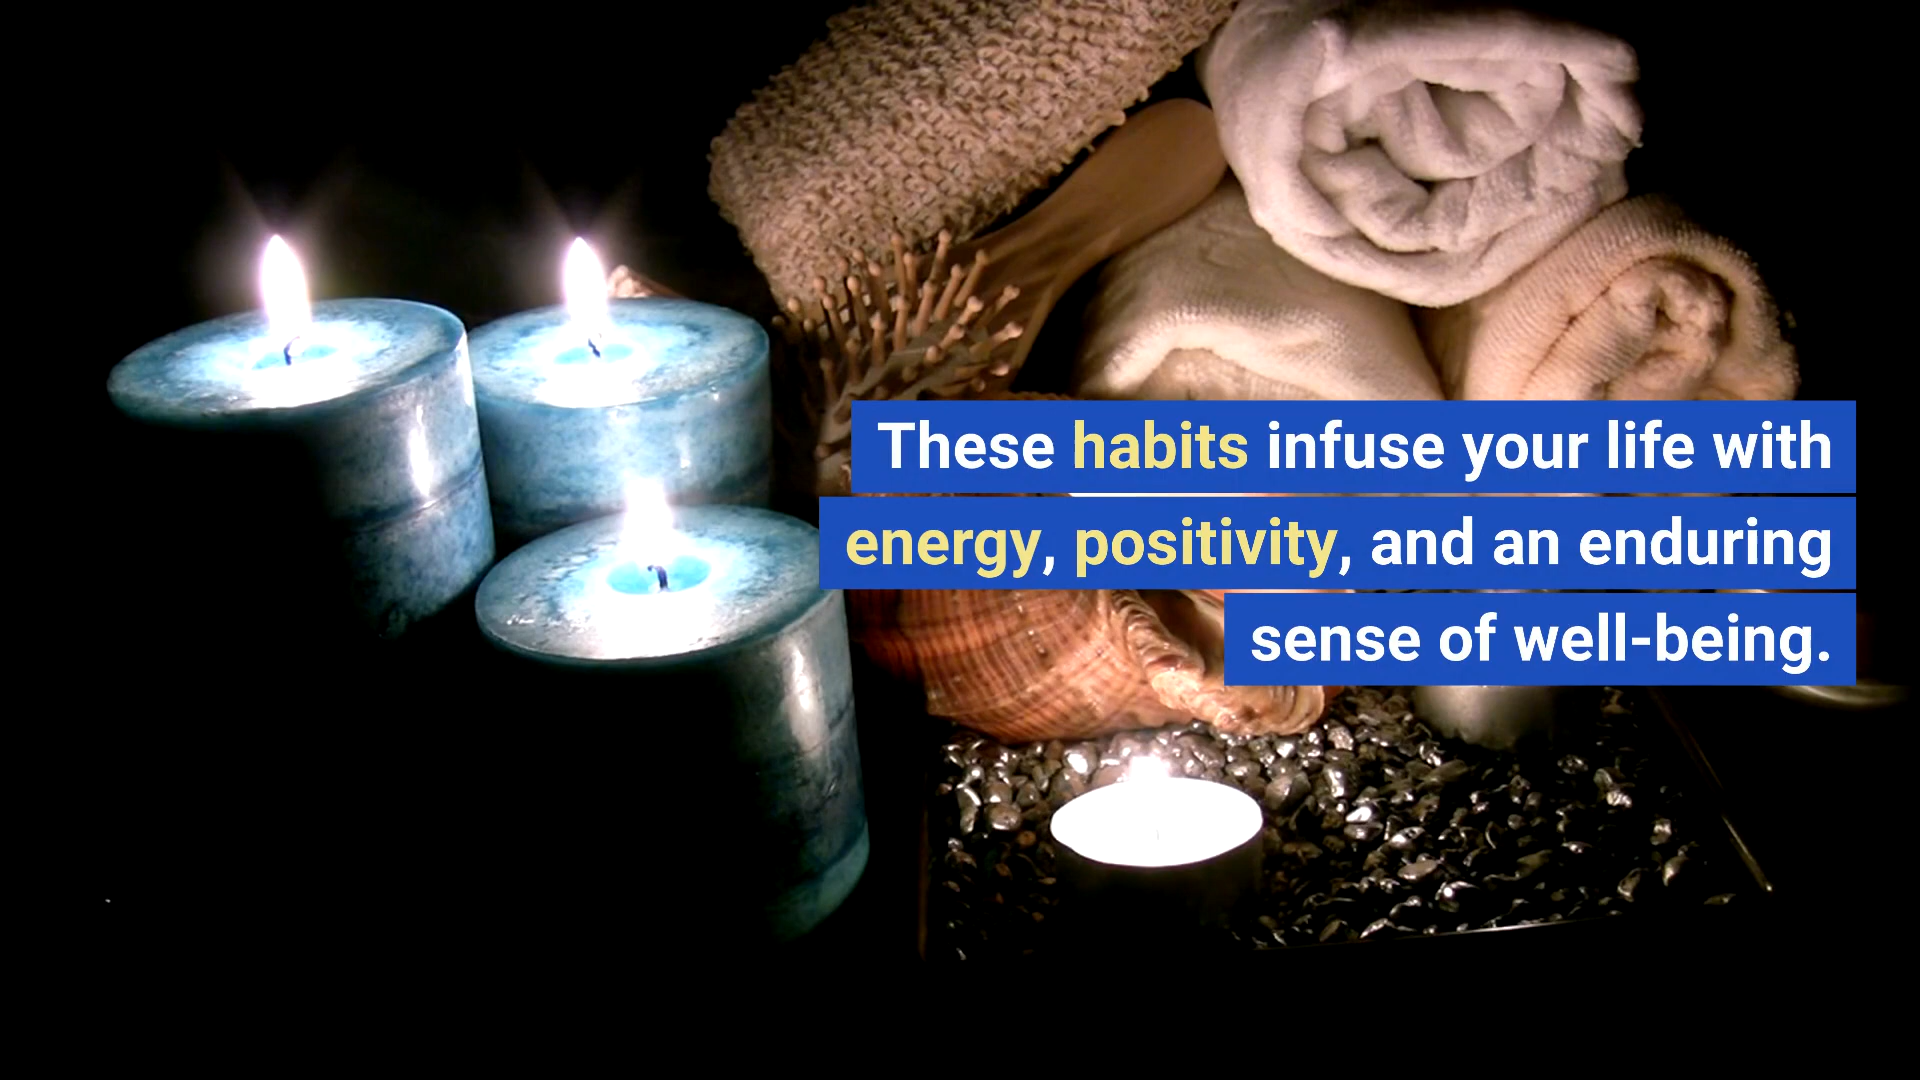 These habits infuse your life with
energy, positivity, and an enduring
sense of well-being.